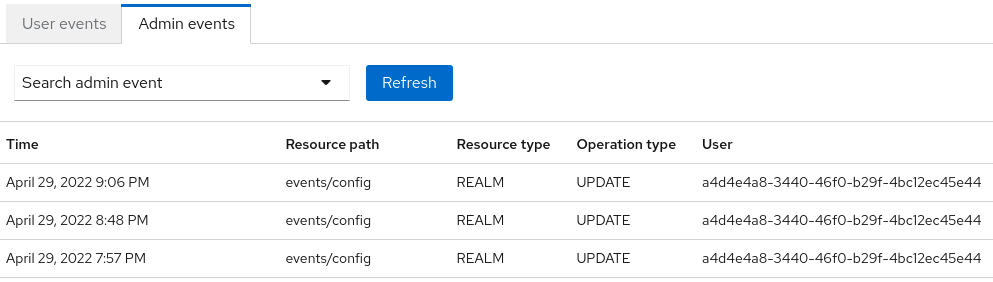 User events Admin events
Search admin event Refresh
Time Resource path Resource type Operation type User
April 29, 2022 9:06 PM events/config REALM UPDATE a4d4e4a8-3440-46f0-b29f-4bc12ec45e44
April 29, 2022 8:48 PM events/config REALM UPDATE a4d4e4a8-3440-46f0-b29f-4bc12ec45e44
April 29, 2022 7:57 PM events/config REALM UPDATE a4d4e4a8-3440-46f0-b29f-4bc12ec45e44